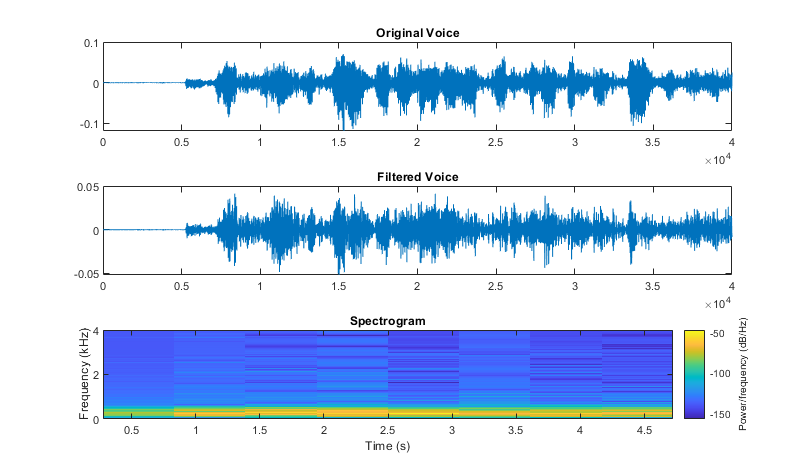 Original Voice
0.1
0
-0.1
0 0.5 1 1.5 2 2.5 3 3.5 4
×10^4
Filtered Voice
0.05
0
-0.05
0 0.5 1 1.5 2 2.5 3 3.5 4
×10^4
Spectrogram
4
2
0
Frequency (kHz)
0.5 1 1.5 2 2.5 3 3.5 4 4.5
Time (s)
-50
-100
-150
Power/frequency (dB/Hz)